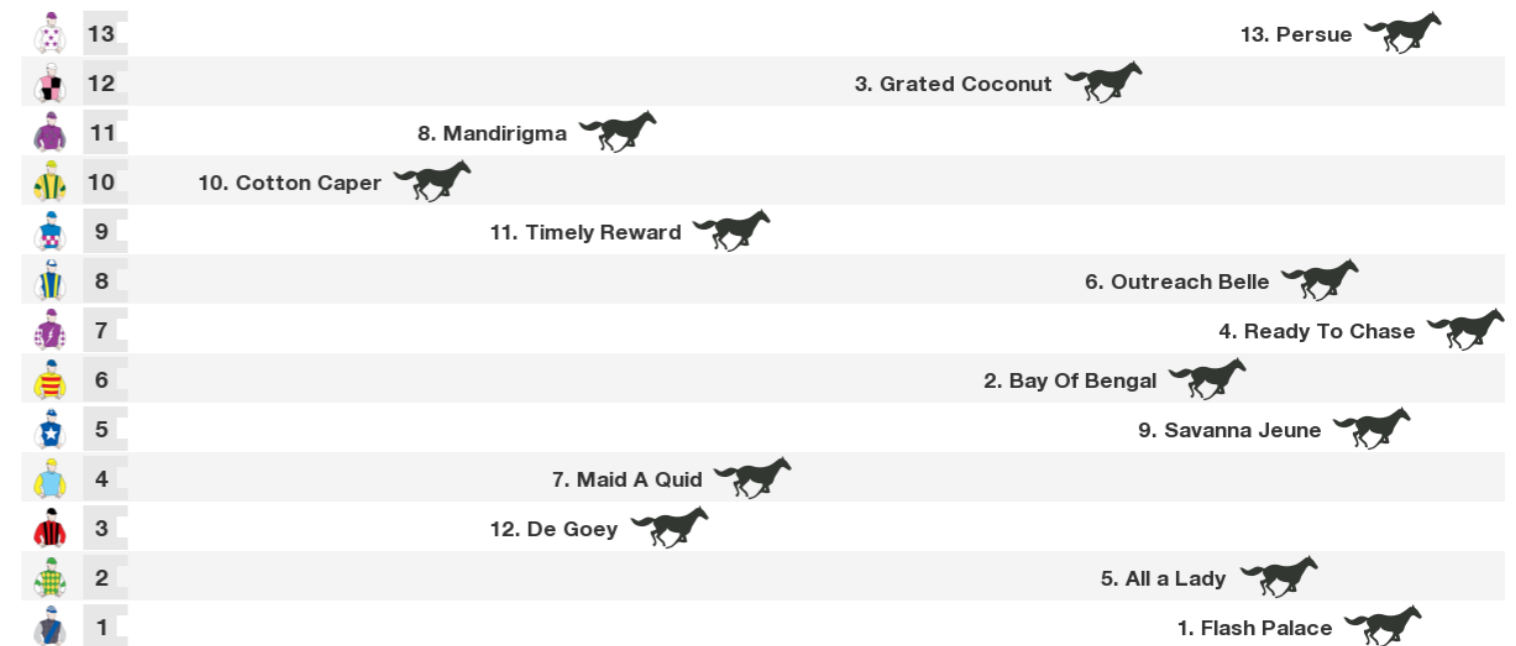 13 13. Persue
12 3. Grated Coconut
11 8. Mandirigma
10 10. Cotton Caper
9 11. Timely Reward
8 6. Outreach Belle
7 4. Ready To Chase
6 2. Bay Of Bengal
5 9. Savanna Jeune
4 7. Maid A Quid
3 12. De Goey
2 5. All a Lady
1 1. Flash Palace